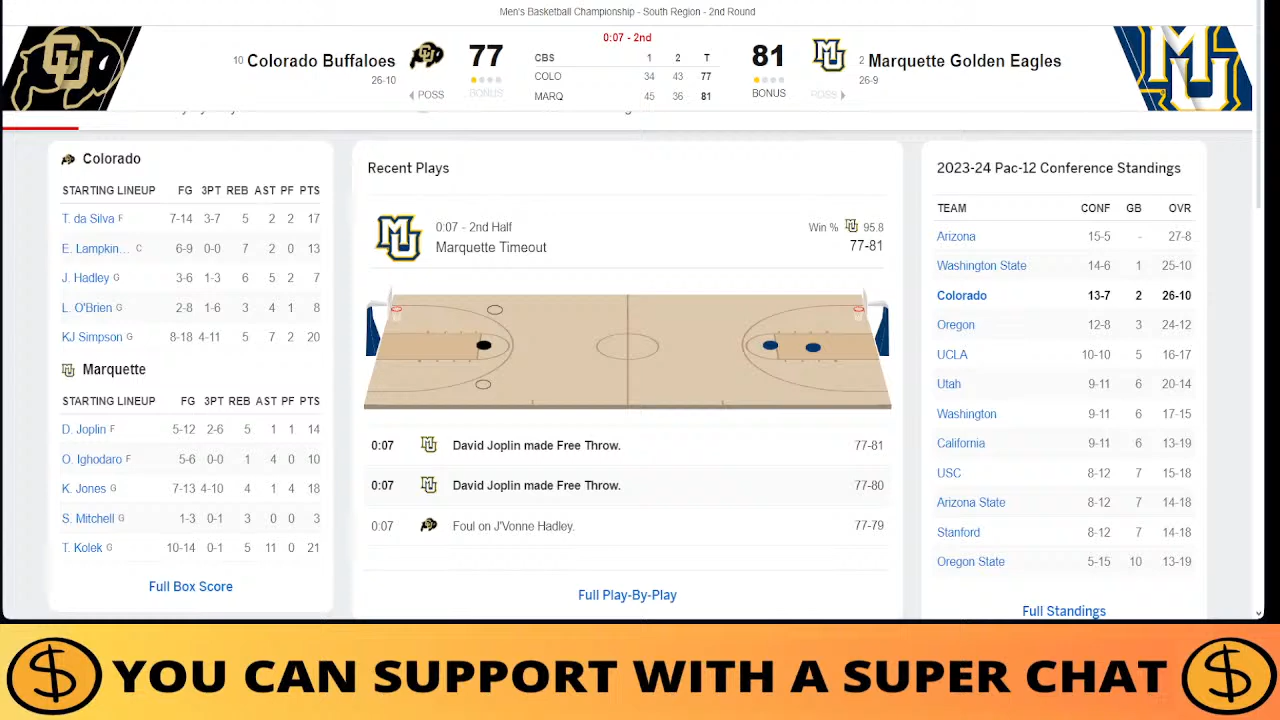 Men's Basketball Championship - South Region - 2nd Round
10 Colorado Buffaloes
26-10
77
BONUS
POSS
0:07 - 2nd
CBS 1 2 T
COLO 34 43 77
MARQ 45 36 81
81
BONUS
POSS
2 Marquette Golden Eagles
26-9
Colorado
STARTING LINEUP FG 3PT REB AST PF PTS
T. da Silva F 7-14 3-7 5 2 2 17
E. Lampkin... C 6-9 0-0 7 2 0 13
J. Hadley G 3-6 1-3 6 5 2 7
L. O'Brien G 2-8 1-6 3 4 1 8
KJ Simpson G 8-18 4-11 5 7 2 20
Marquette
STARTING LINEUP FG 3PT REB AST PF PTS
D. Joplin F 5-12 2-6 5 1 1 14
O. Ighodaro F 5-6 0-0 1 4 0 10
K. Jones G 7-13 4-10 4 1 4 18
S. Mitchell G 1-3 0-1 3 0 0 3
T. Kolek G 10-14 0-1 5 11 0 21
Full Box Score
Recent Plays
0:07 - 2nd Half
Marquette Timeout
Win % 95.8
77-81
0:07 David Joplin made Free Throw. 77-81
0:07 David Joplin made Free Throw. 77-80
0:07 Foul on J'Vonne Hadley. 77-79
Full Play-By-Play
2023-24 Pac-12 Conference Standings
TEAM CONF GB OVR
Arizona 15-5 - 27-8
Washington State 14-6 1 25-10
Colorado 13-7 2 26-10
Oregon 12-8 3 24-12
UCLA 10-10 5 16-17
Utah 9-11 6 20-14
Washington 9-11 6 17-15
California 9-11 6 13-19
USC 8-12 7 15-18
Arizona State 8-12 7 14-18
Stanford 8-12 7 14-18
Oregon State 5-15 10 13-19
Full Standings
$ YOU CAN SUPPORT WITH A SUPER CHAT $